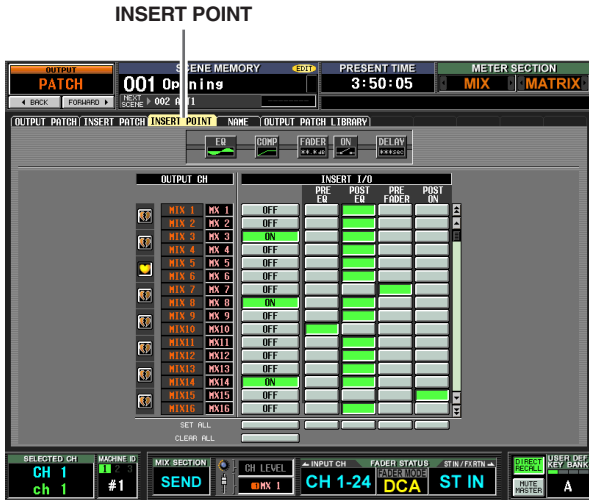 INSERT POINT
OUTPUT
PATCH
BACK FORWARD
SCENE MEMORY EDIT
001 Opening
NEXT SCENE 002 ACT1
PRESENT TIME
3:50:05
METER SECTION
MIX MATRIX
OUTPUT PATCH INSERT PATCH INSERT POINT NAME OUTPUT PATCH LIBRARY
EQ COMP FADER ON DELAY
**.*dB ***sec
OUTPUT CH INSERT I/O
PRE EQ POST EQ PRE FADER POST ON
MIX 1 MX 1 OFF
MIX 2 MX 2 OFF
MIX 3 MX 3 ON
MIX 4 MX 4 OFF
MIX 5 MX 5 OFF
MIX 6 MX 6 OFF
MIX 7 MX 7 OFF
MIX 8 MX 8 ON
MIX 9 MX 9 OFF
MIX10 MX10 OFF
MIX11 MX11 OFF
MIX12 MX12 OFF
MIX13 MX13 OFF
MIX14 MX14 ON
MIX15 MX15 OFF
MIX16 MX16 OFF
SET ALL
CLEAR ALL
SELECTED CH
CH 1
ch 1
MACHINE ID
1 2 3
#1
MIX SECTION
SEND
CH LEVEL
MX 1
INPUT CH FADER STATUS ST IN/FXRTN
CH 1-24
FADER MODE
DCA
ST IN
DIRECT RECALL
MUTE MASTER
USER DEF KEY BANK
A